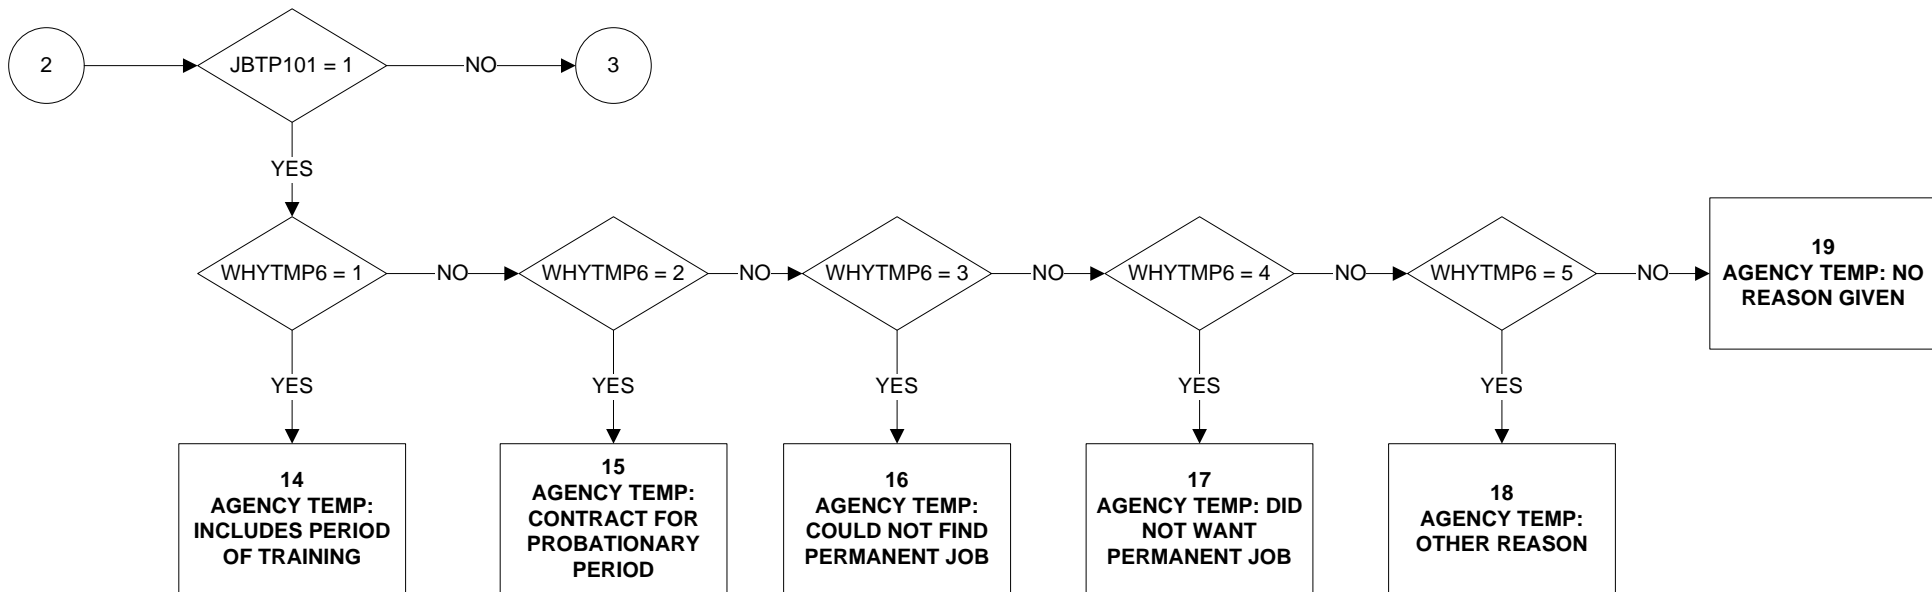 2
JBTP101 = 1
NO
3
YES
WHYTMP6 = 1
NO
WHYTMP6 = 2
NO
WHYTMP6 = 3
NO
WHYTMP6 = 4
NO
WHYTMP6 = 5
NO
19
AGENCY TEMP: NO
REASON GIVEN
YES
YES
YES
YES
YES
14
AGENCY TEMP:
INCLUDES PERIOD
OF TRAINING
15
AGENCY TEMP:
CONTRACT FOR
PROBATIONARY
PERIOD
16
AGENCY TEMP:
COULD NOT FIND
PERMANENT JOB
17
AGENCY TEMP: DID
NOT WANT
PERMANENT JOB
18
AGENCY TEMP:
OTHER REASON